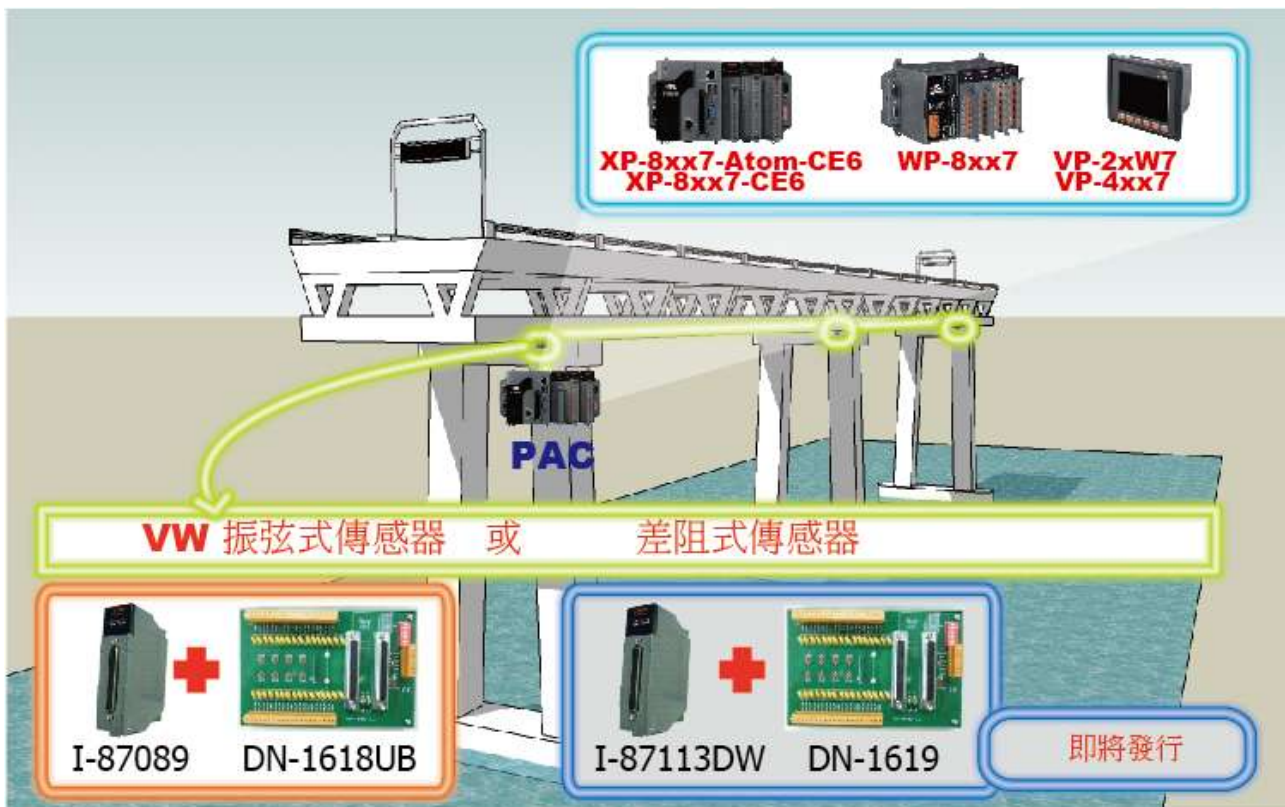 XP-8xx7-Atom-CE6
XP-8xx7-CE6
WP-8xx7
VP-2xW7
VP-4xx7
PAC
VW 振弦式傳感器 或 差阻式傳感器
I-87089
DN-1618UB
I-87113DW
DN-1619
即將發行